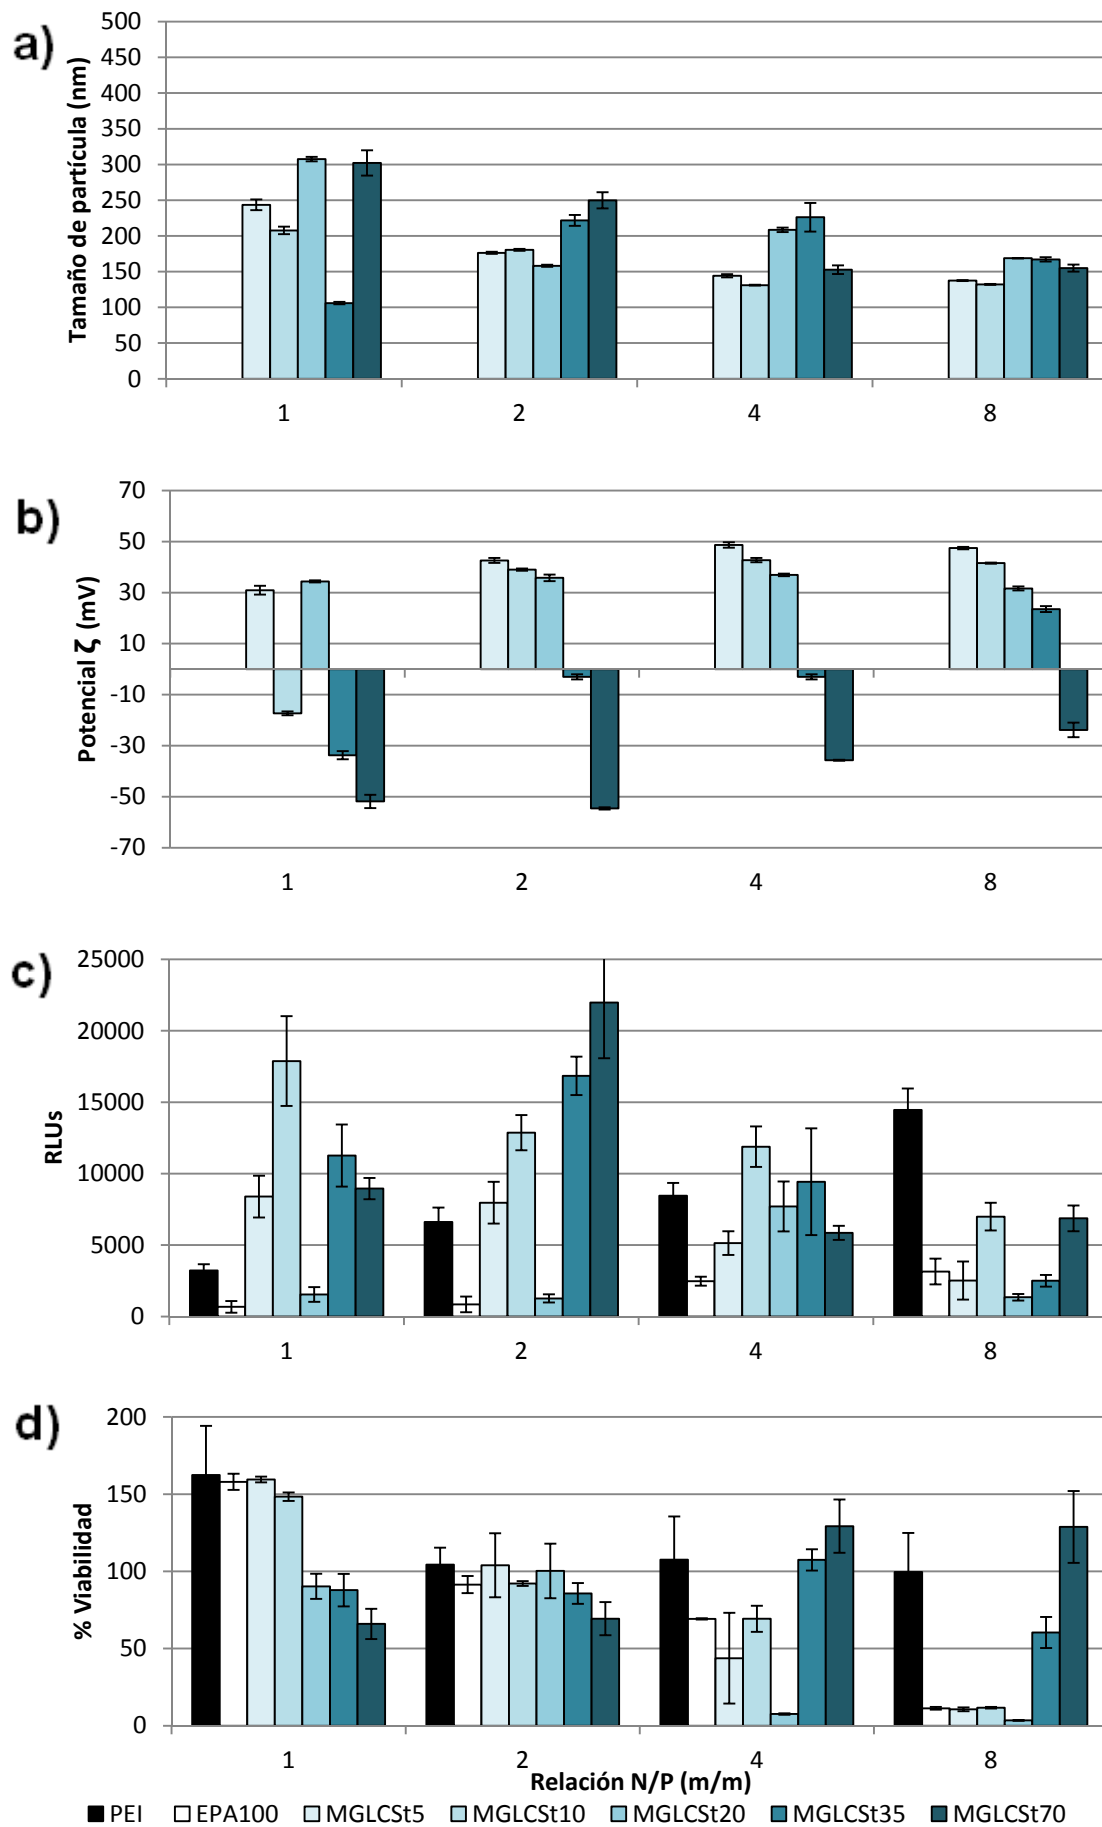 a)
Tamaño de partícula (nm)
500
450
400
350
300
250
200
150
100
50
0
1 2 4 8
b)
Potencial ζ (mV)
70
50
30
10
-10
-30
-50
-70
1 2 4 8
c)
RLUs
25000
20000
15000
10000
5000
0
1 2 4 8
d)
% Viabilidad
200
150
100
50
0
1 2 4 8
Relación N/P (m/m)
PEI EPA100 MGLCSt5 MGLCSt10 MGLCSt20 MGLCSt35 MGLCSt70